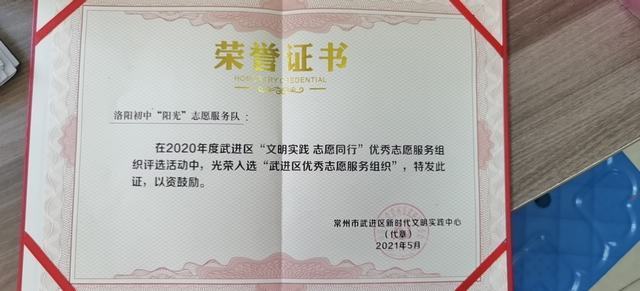 荣誉证书
HONORARY CREDENTIAL
洛阳初中“阳光”志愿服务队：
在2020年度武进区“文明实践 志愿同行”优秀志愿服务组
织评选活动中，光荣入选“武进区优秀志愿服务组织”，特发此
证，以资鼓励。
常州市武进区新时代文明实践中心
（代章）
2021年5月